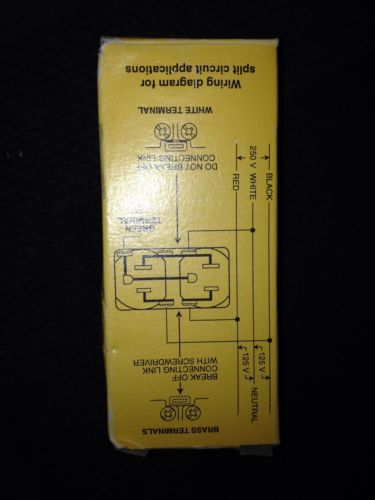 Wiring diagram for
split circuit applications
WHITE TERMINAL
DO NOT BREAK OFF
CONNECTING LINK
GREEN
TERMINAL
250 V
RED
WHITE
BLACK
125 V
125 V
NEUTRAL
BREAK OFF
CONNECTING LINK
WITH SCREWDRIVER
BRASS TERMINALS